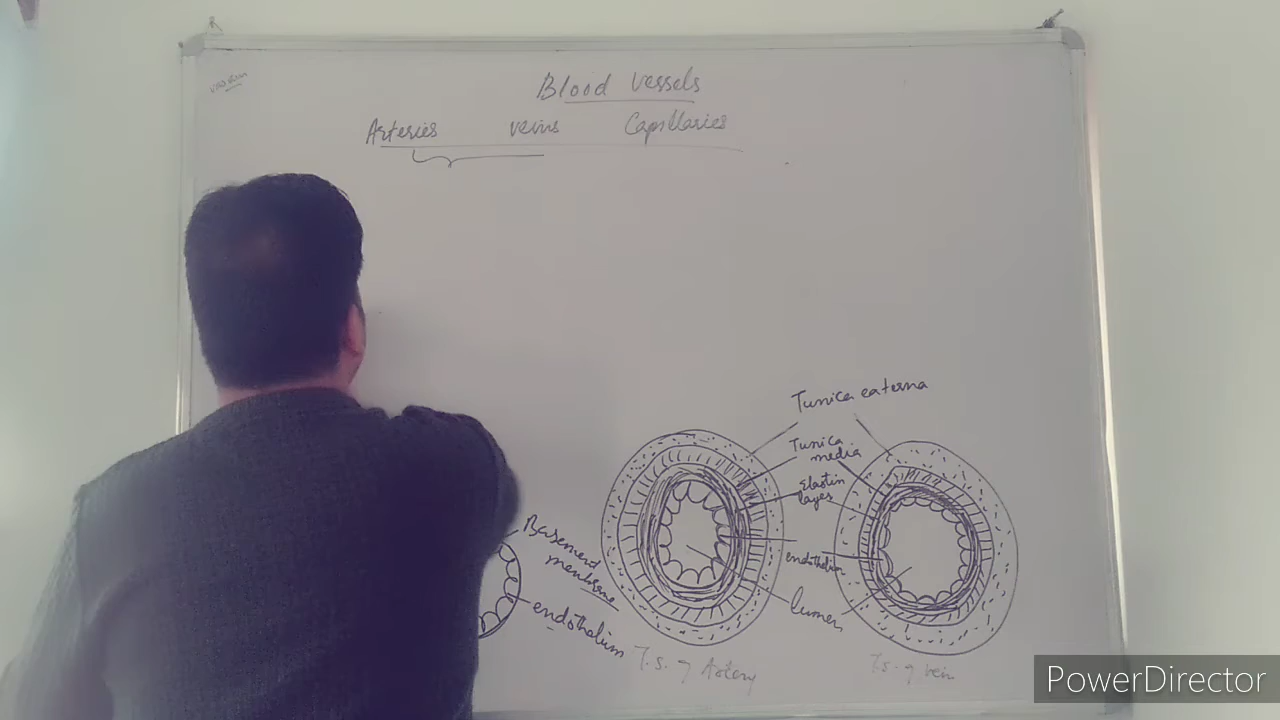 Blood Vessels
Arteries veins Capillaries
Tunica externa
Tunica
media
Elastin
layes
endothelium
lumen
Basement
membrane
endothelium
T.S. of Artery
T.S. of vein
PowerDirector